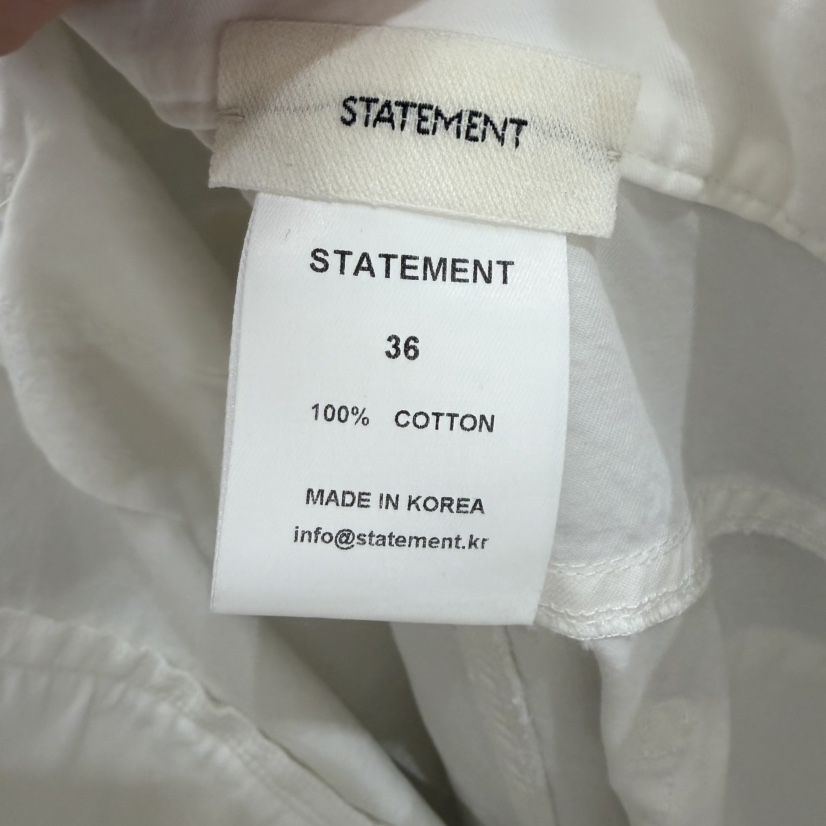 STATEMENT
STATEMENT
36
100% COTTON
MADE IN KOREA
info@statement.kr